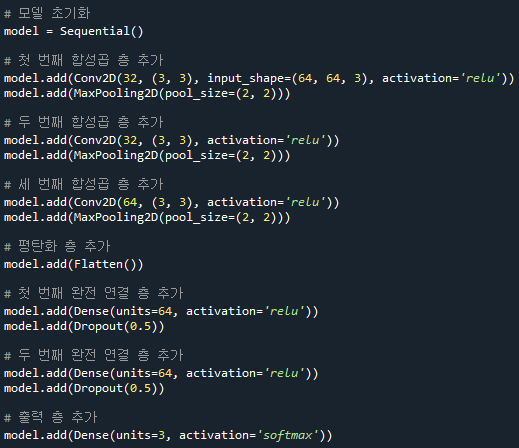 # 모델 초기화
model = Sequential()
# 첫 번째 합성곱 층 추가
model.add(Conv2D(32, (3, 3), input_shape=(64, 64, 3), activation='relu'))
model.add(MaxPooling2D(pool_size=(2, 2)))
# 두 번째 합성곱 층 추가
model.add(Conv2D(32, (3, 3), activation='relu'))
model.add(MaxPooling2D(pool_size=(2, 2)))
# 세 번째 합성곱 층 추가
model.add(Conv2D(64, (3, 3), activation='relu'))
model.add(MaxPooling2D(pool_size=(2, 2)))
# 평탄화 층 추가
model.add(Flatten())
# 첫 번째 완전 연결 층 추가
model.add(Dense(units=64, activation='relu'))
model.add(Dropout(0.5))
# 두 번째 완전 연결 층 추가
model.add(Dense(units=64, activation='relu'))
model.add(Dropout(0.5))
# 출력 층 추가
model.add(Dense(units=3, activation='softmax'))